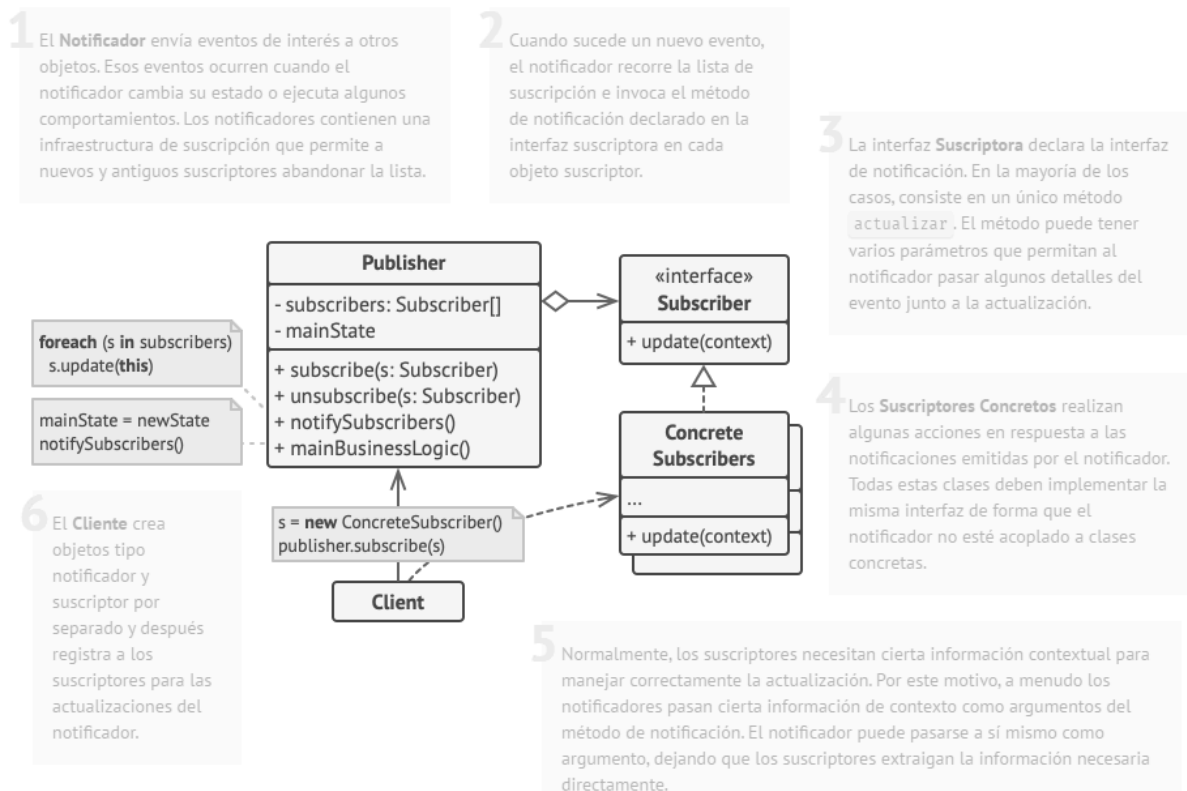 1
El Notificador envía eventos de interés a otros
objetos. Esos eventos ocurren cuando el
notificador cambia su estado o ejecuta algunos
comportamientos. Los notificadores contienen una
infraestructura de suscripción que permite a
nuevos y antiguos suscriptores abandonar la lista.
2
Cuando sucede un nuevo evento,
el notificador recorre la lista de
suscripción e invoca el método
de notificación declarado en la
interfaz suscriptora en cada
objeto suscriptor.
3
La interfaz Suscriptora declara la interfaz
de notificación. En la mayoría de los
casos, consiste en un único método
actualizar. El método puede tener
varios parámetros que permitan al
notificador pasar algunos detalles del
evento junto a la actualización.
Publisher
- subscribers: Subscriber[]
- mainState
+ subscribe(s: Subscriber)
+ unsubscribe(s: Subscriber)
+ notifySubscribers()
+ mainBusinessLogic()
«interface»
Subscriber
+ update(context)
foreach (s in subscribers)
s.update(this)
mainState = newState
notifySubscribers()
Concrete
Subscribers
...
+ update(context)
4
Los Suscriptores Concretos realizan
algunas acciones en respuesta a las
notificaciones emitidas por el notificador.
Todas estas clases deben implementar la
misma interfaz de forma que el
notificador no esté acoplado a clases
concretas.
s = new ConcreteSubscriber()
publisher.subscribe(s)
Client
6
El Cliente crea
objetos tipo
notificador y
suscriptor por
separado y después
registra a los
suscriptores para las
actualizaciones del
notificador.
5
Normalmente, los suscriptores necesitan cierta información contextual para
manejar correctamente la actualización. Por este motivo, a menudo los
notificadores pasan cierta información de contexto como argumentos del
método de notificación. El notificador puede pasarse a sí mismo como
argumento, dejando que los suscriptores extraigan la información necesaria
directamente.